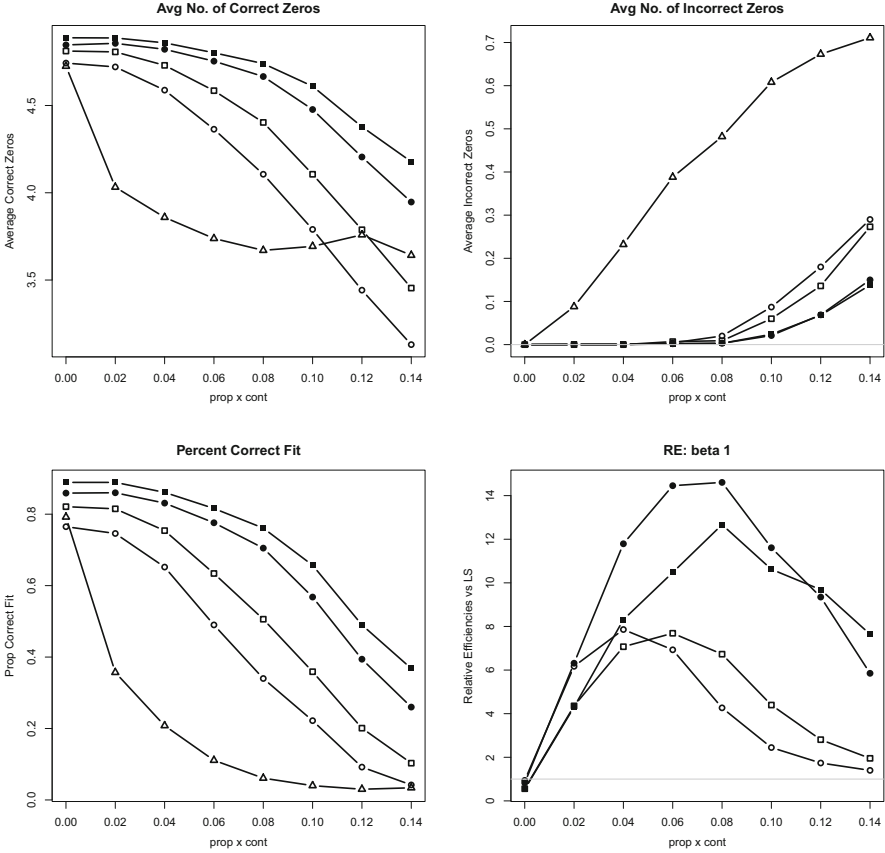 Avg No. of Correct Zeros
Average Correct Zeros
4.5
4.0
3.5
0.00 0.02 0.04 0.06 0.08 0.10 0.12 0.14
prop x cont
Avg No. of Incorrect Zeros
Average Incorrect Zeros
0.7
0.6
0.5
0.4
0.3
0.2
0.1
0.0
0.00 0.02 0.04 0.06 0.08 0.10 0.12 0.14
prop x cont
Percent Correct Fit
Prop Correct Fit
0.8
0.6
0.4
0.2
0.0
0.00 0.02 0.04 0.06 0.08 0.10 0.12 0.14
prop x cont
RE: beta 1
Relative Efficiencies vs LS
14
12
10
8
6
4
2
0
0.00 0.02 0.04 0.06 0.08 0.10 0.12 0.14
prop x cont